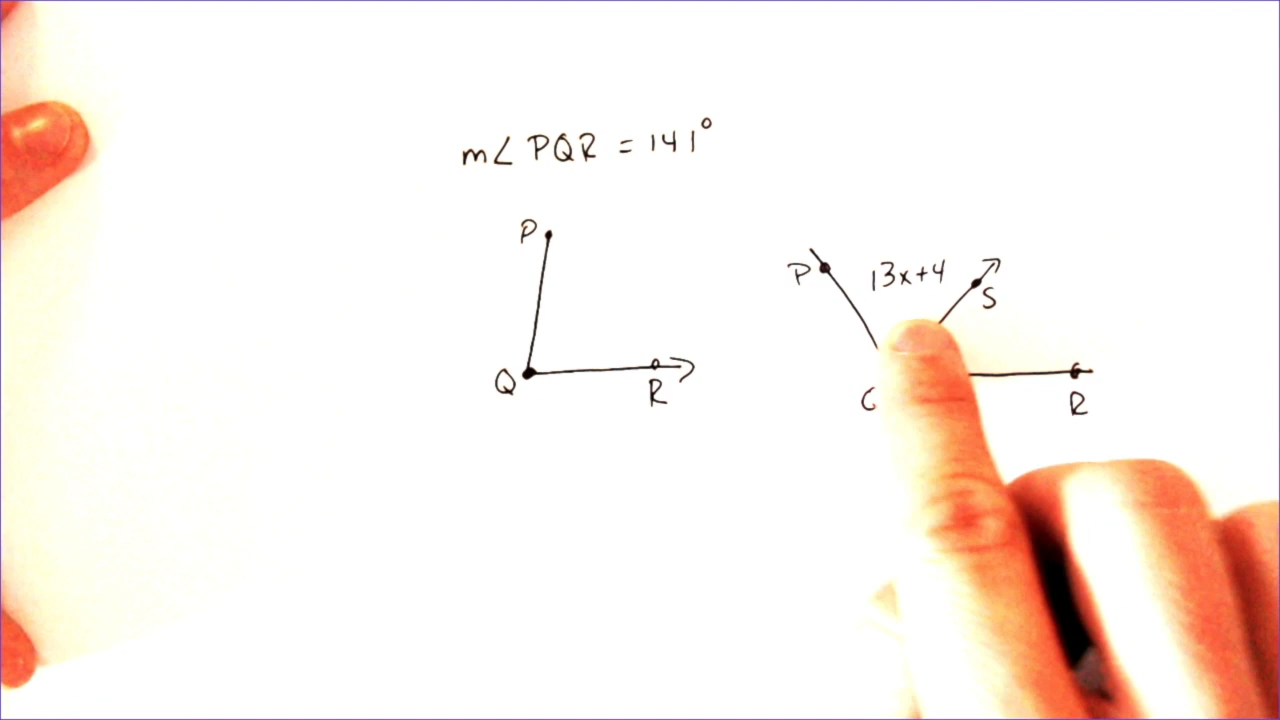 m∠ PQR = 141°
P
Q
R
P
13x+4
S
R